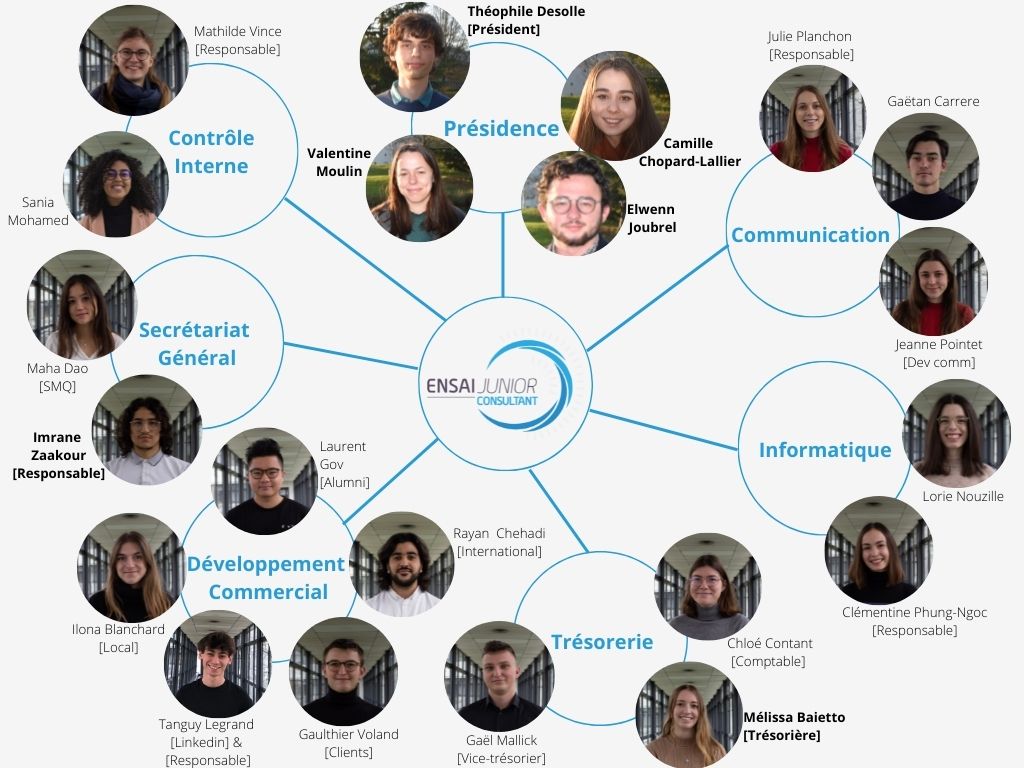 Théophile Desolle
[Président]
Présidence
Valentine
Moulin
Camille
Chopard-Lallier
Elwenn
Joubrel
Mathilde Vince
[Responsable]
Contrôle
Interne
Sania
Mohamed
Julie Planchon
[Responsable]
Gaëtan Carrere
Communication
Jeanne Pointet
[Dev comm]
Secrétariat
Général
Maha Dao
[SMQ]
Imrane
Zaakour
[Responsable]
ENSAI JUNIOR
CONSULTANT
Informatique
Lorie Nouzille
Clémentine Phung-Ngoc
[Responsable]
Laurent
Gov
[Alumni]
Développement
Commercial
Rayan Chehadi
[International]
Ilona Blanchard
[Local]
Tanguy Legrand
[Linkedin] &
[Responsable]
Gaulthier Voland
[Clients]
Trésorerie
Chloé Contant
[Comptable]
Gaël Mallick
[Vice-trésorier]
Mélissa Baietto
[Trésorière]